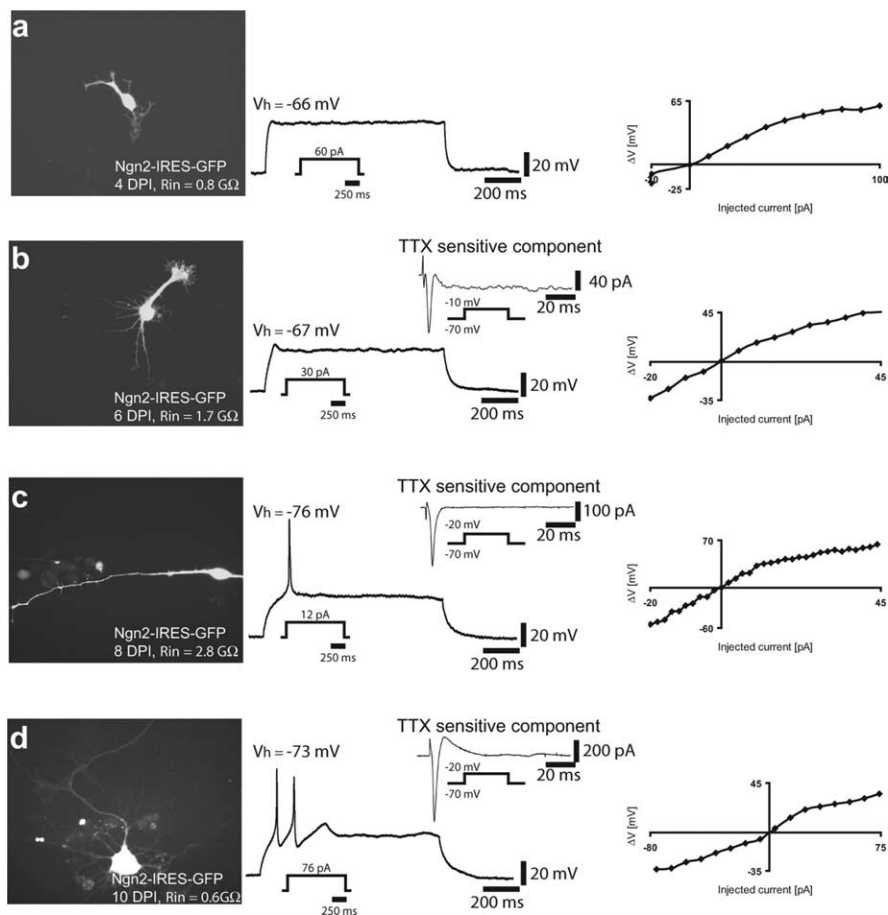 a
Ngn2-IRES-GFP
4 DPI, Rin = 0.8 GΩ
Vh = -66 mV
60 pA
250 ms
20 mV
200 ms
65
ΔV [mV]
-25
100
Injected current [pA]
b
Ngn2-IRES-GFP
6 DPI, Rin = 1.7 GΩ
TTX sensitive component
40 pA
20 ms
-10 mV
-70 mV
Vh = -67 mV
30 pA
250 ms
20 mV
200 ms
45
ΔV [mV]
-20
45
-35
Injected current [pA]
c
Ngn2-IRES-GFP
8 DPI, Rin = 2.8 GΩ
TTX sensitive component
100 pA
20 ms
-20 mV
-70 mV
Vh = -76 mV
12 pA
250 ms
20 mV
200 ms
70
ΔV [mV]
-20
45
-60
Injected current [pA]
d
Ngn2-IRES-GFP
10 DPI, Rin = 0.6GΩ
TTX sensitive component
200 pA
20 ms
-20 mV
-70 mV
Vh = -73 mV
76 pA
250 ms
20 mV
200 ms
45
ΔV [mV]
-80
75
-35
Injected current [pA]